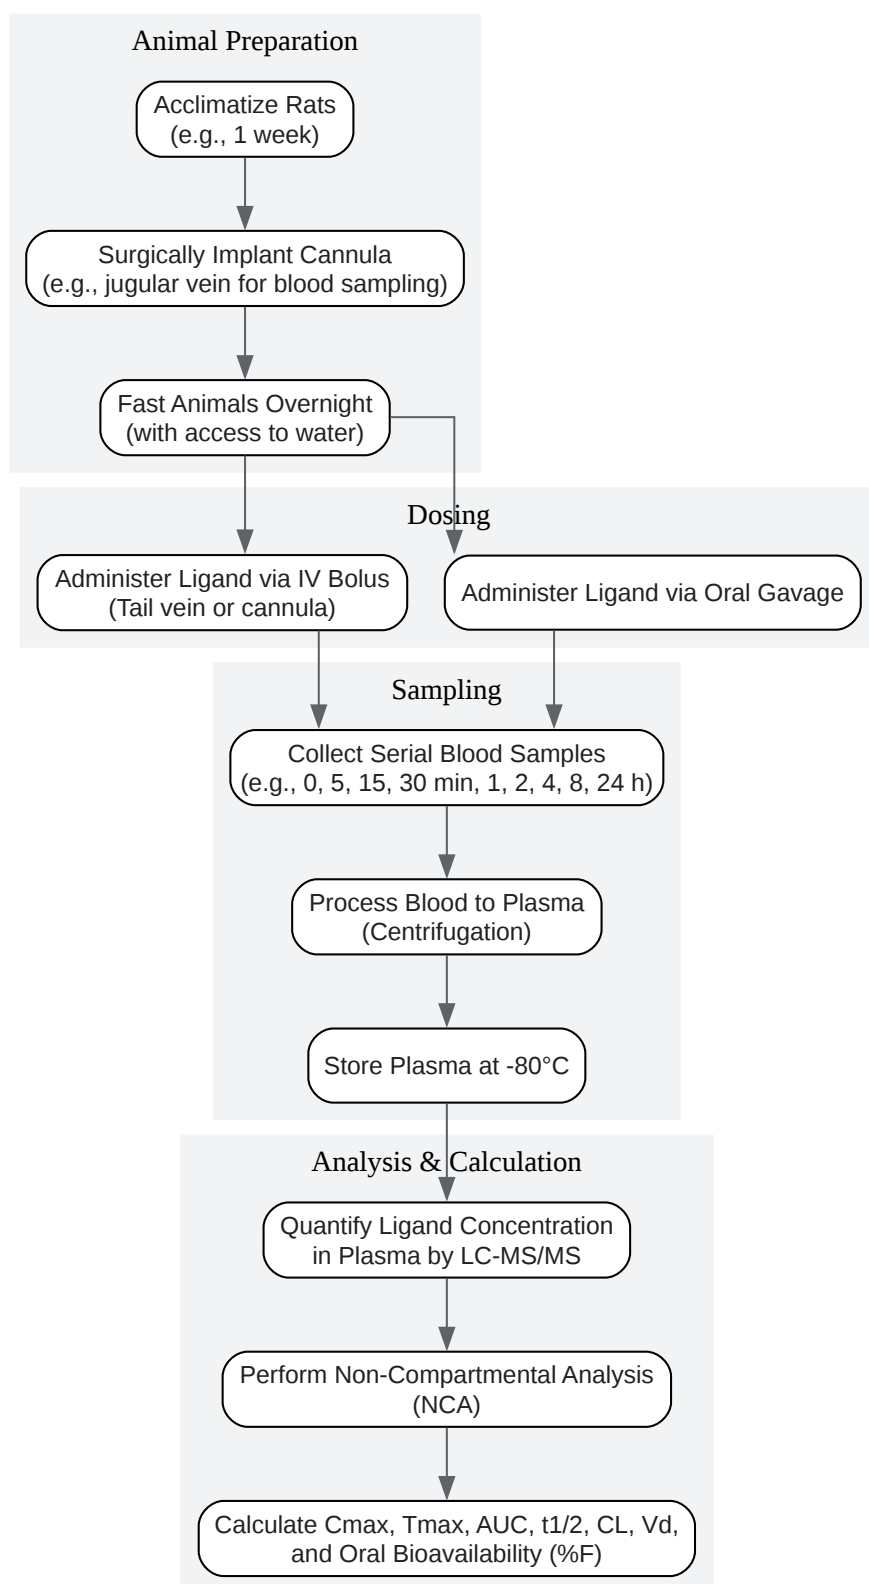 Animal Preparation
Acclimatize Rats
(e.g., 1 week)
Surgically Implant Cannula
(e.g., jugular vein for blood sampling)
Fast Animals Overnight
(with access to water)
Dosing
Administer Ligand via IV Bolus
(Tail vein or cannula)
Administer Ligand via Oral Gavage
Sampling
Collect Serial Blood Samples
(e.g., 0, 5, 15, 30 min, 1, 2, 4, 8, 24 h)
Process Blood to Plasma
(Centrifugation)
Store Plasma at -80°C
Analysis & Calculation
Quantify Ligand Concentration
in Plasma by LC-MS/MS
Perform Non-Compartmental Analysis
(NCA)
Calculate Cmax, Tmax, AUC, t1/2, CL, Vd,
and Oral Bioavailability (%F)